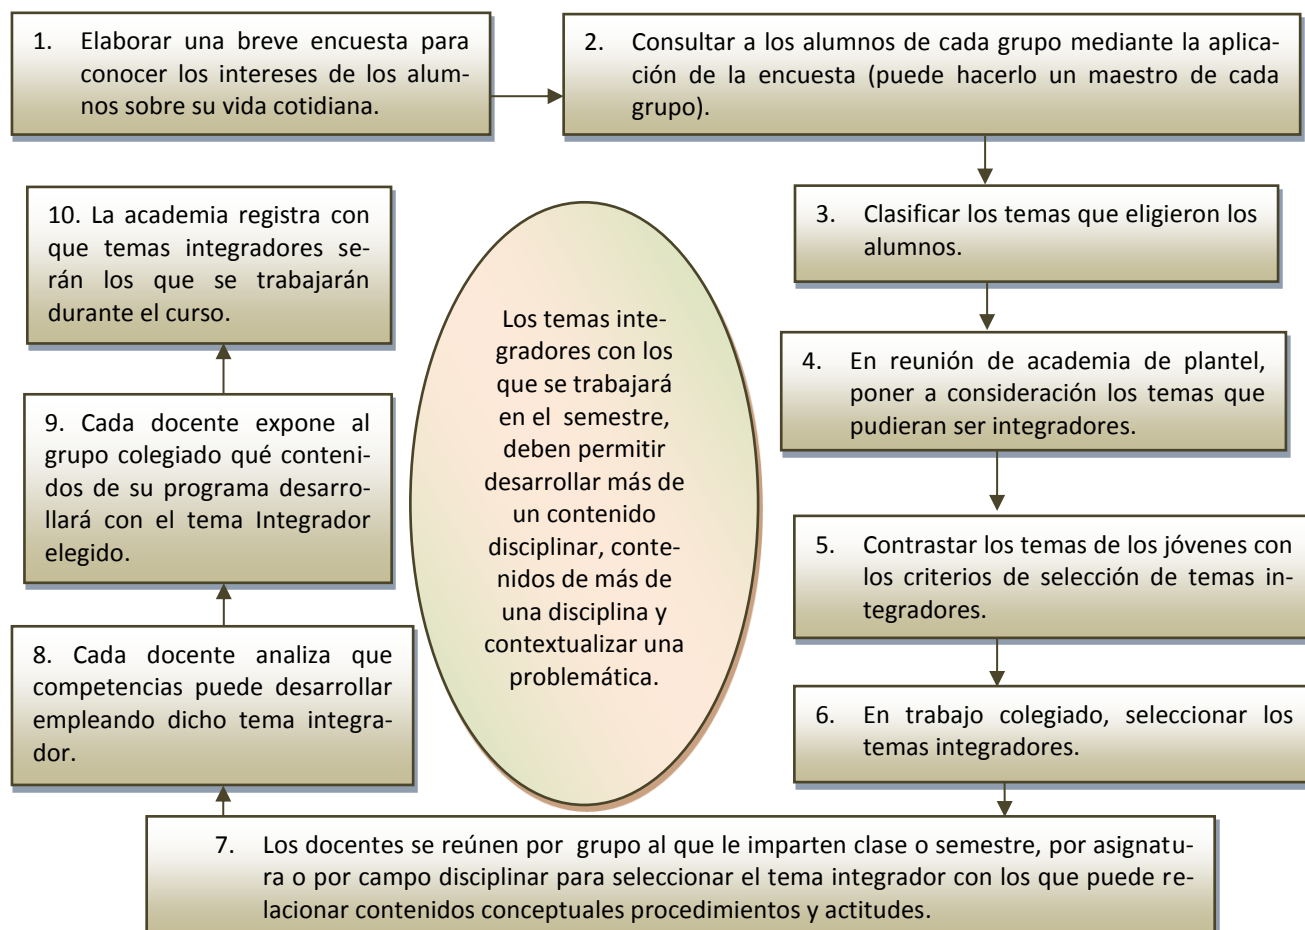 1. Elaborar una breve encuesta para
conocer los intereses de los alum-
nos sobre su vida cotidiana.
2. Consultar a los alumnos de cada grupo mediante la aplica-
ción de la encuesta (puede hacerlo un maestro de cada
grupo).
3. Clasificar los temas que eligieron los
alumnos.
4. En reunión de academia de plantel,
poner a consideración los temas que
pudieran ser integradores.
5. Contrastar los temas de los jóvenes con
los criterios de selección de temas in-
tegradores.
6. En trabajo colegiado, seleccionar los
temas integradores.
7. Los docentes se reúnen por grupo al que le imparten clase o semestre, por asignatu-
ra o por campo disciplinar para seleccionar el tema integrador con los que puede re-
lacionar contenidos conceptuales procedimientos y actitudes.
8. Cada docente analiza que
competencias puede desarrollar
empleando dicho tema integra-
dor.
9. Cada docente expone al
grupo colegiado qué conteni-
dos de su programa desarro-
llará con el tema Integrador
elegido.
10. La academia registra con
que temas integradores se-
rán los que se trabajarán
durante el curso.
Los temas inte-
gradores con los
que se trabajará
en el semestre,
deben permitir
desarrollar más de
un contenido
disciplinar, conte-
nidos de más de
una disciplina y
contextualizar una
problemática.